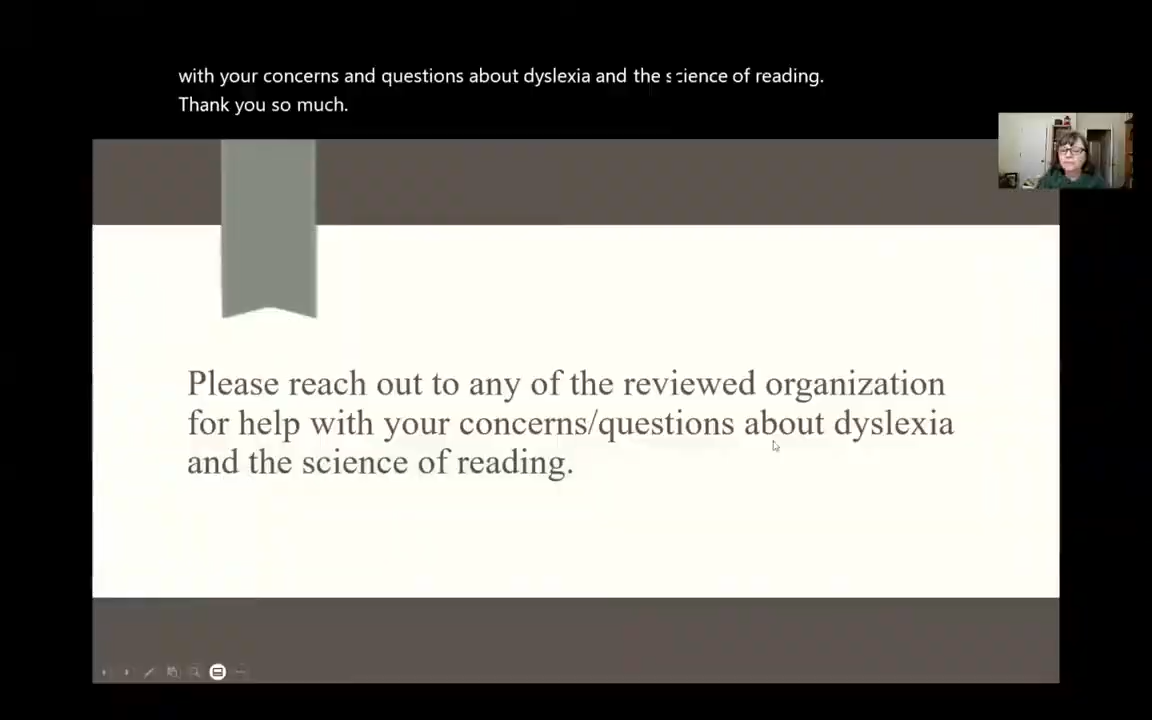 with your concerns and questions about dyslexia and the science of reading.
Thank you so much.
Please reach out to any of the reviewed organization
for help with your concerns/questions about dyslexia
and the science of reading.